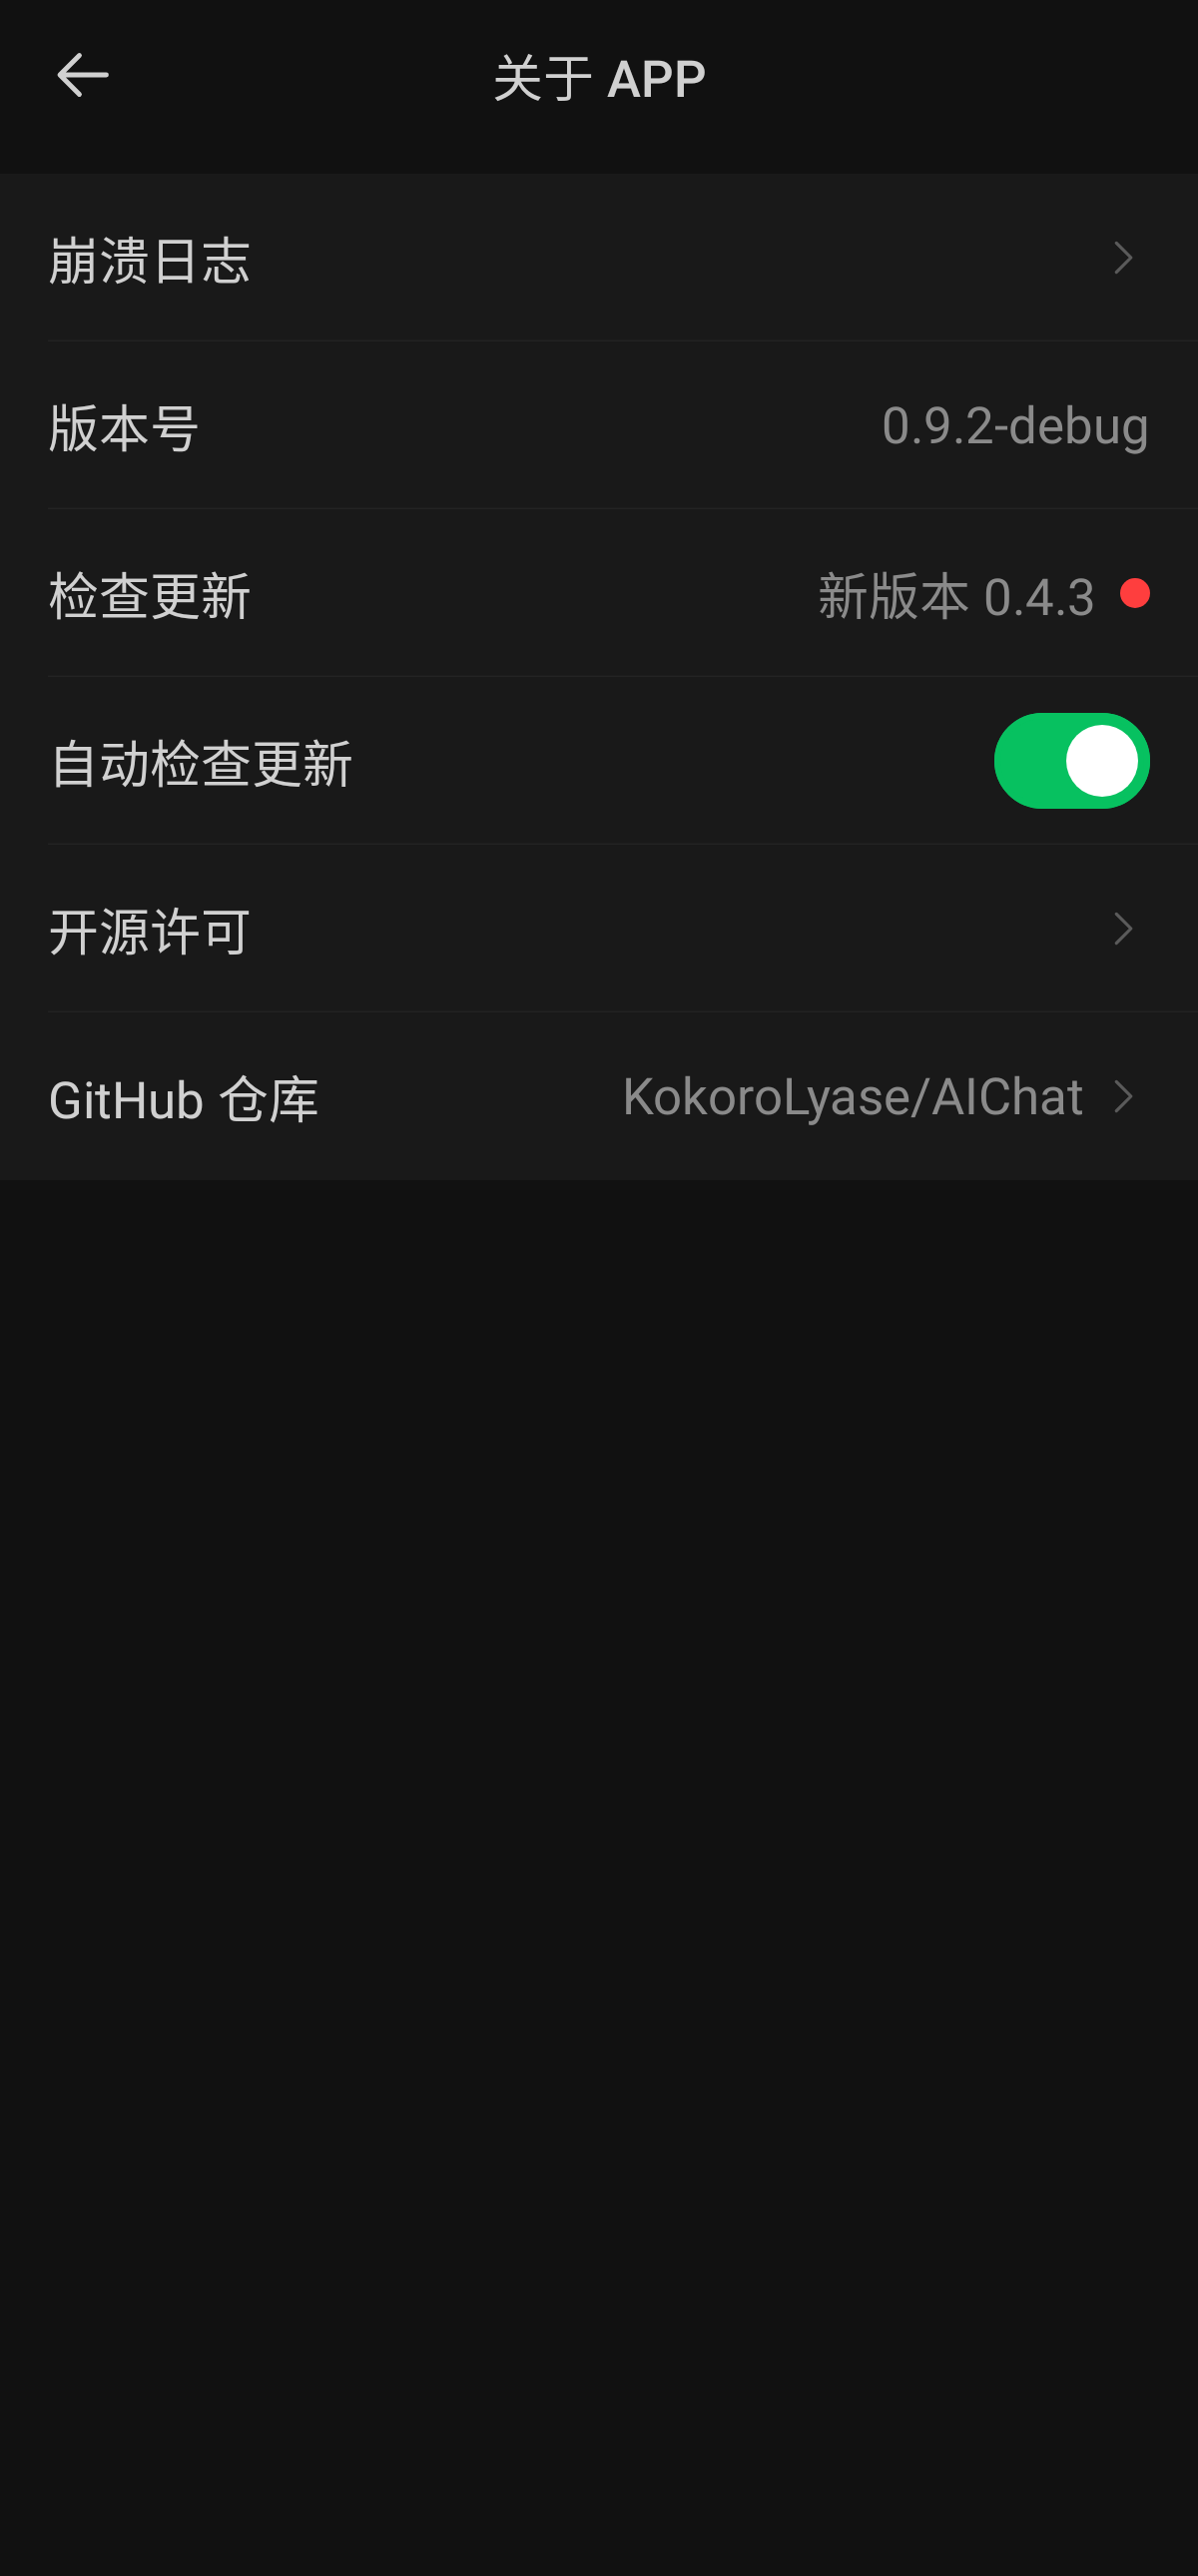 关于 APP
崩溃日志
版本号 0.9.2-debug
检查更新 新版本 0.4.3
自动检查更新
开源许可
GitHub 仓库 KokoroLyase/AIChat